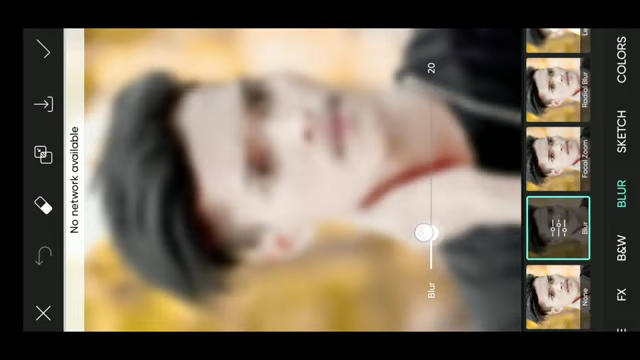 No network available
Blur
20
None
Blur
Focal Zoom
Radial Blur
Le
E
FX
B&W
BLUR
SKETCH
COLORS